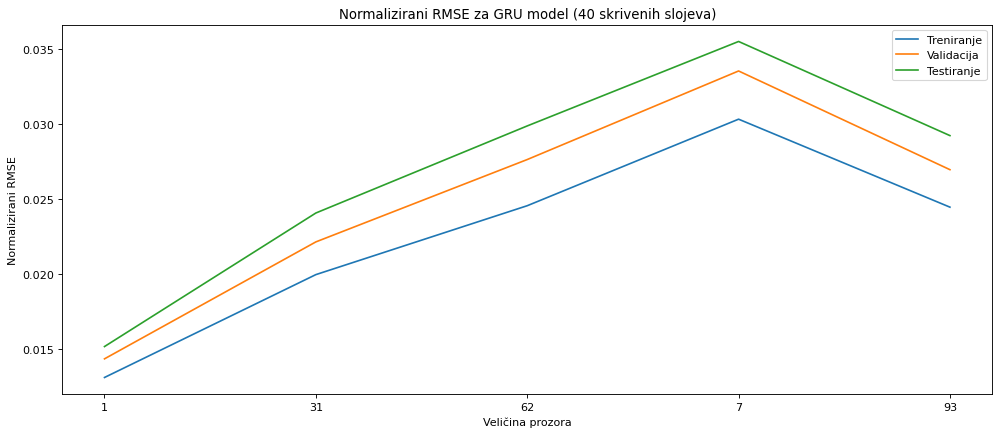 Normalizirani RMSE za GRU model (40 skrivenih slojeva)
Treniranje
Validacija
Testiranje
Normalizirani RMSE
0.035
0.030
0.025
0.020
0.015
1
31
62
7
93
Veličina prozora